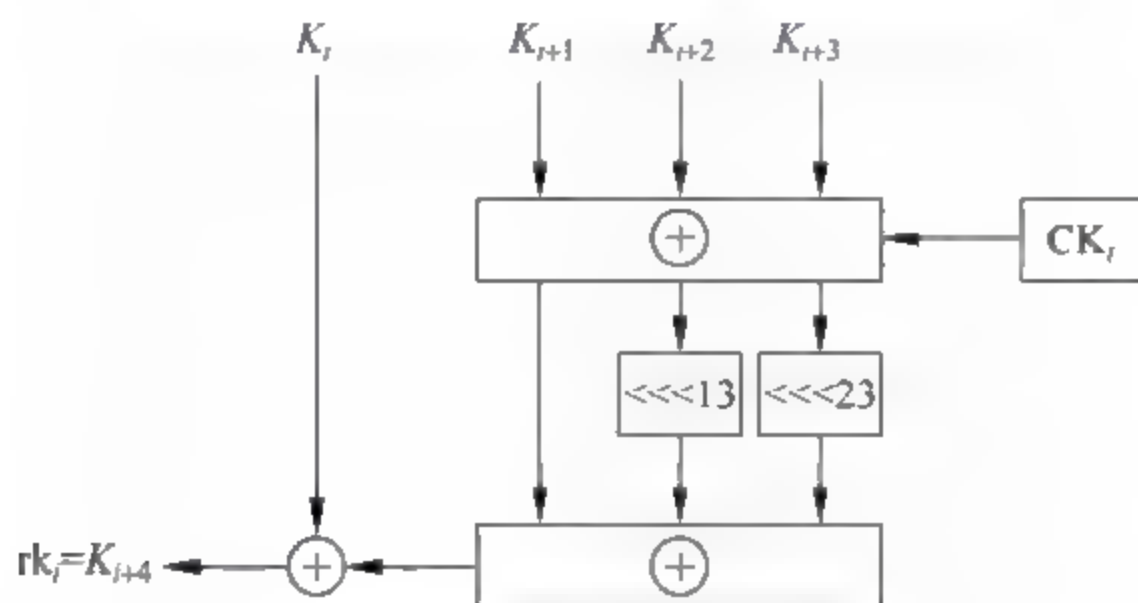 K_i K_{i+1} K_{i+2} K_{i+3}
⊕ CK_i
<<<13 <<<23
rk_i=K_{i+4} ⊕ ⊕